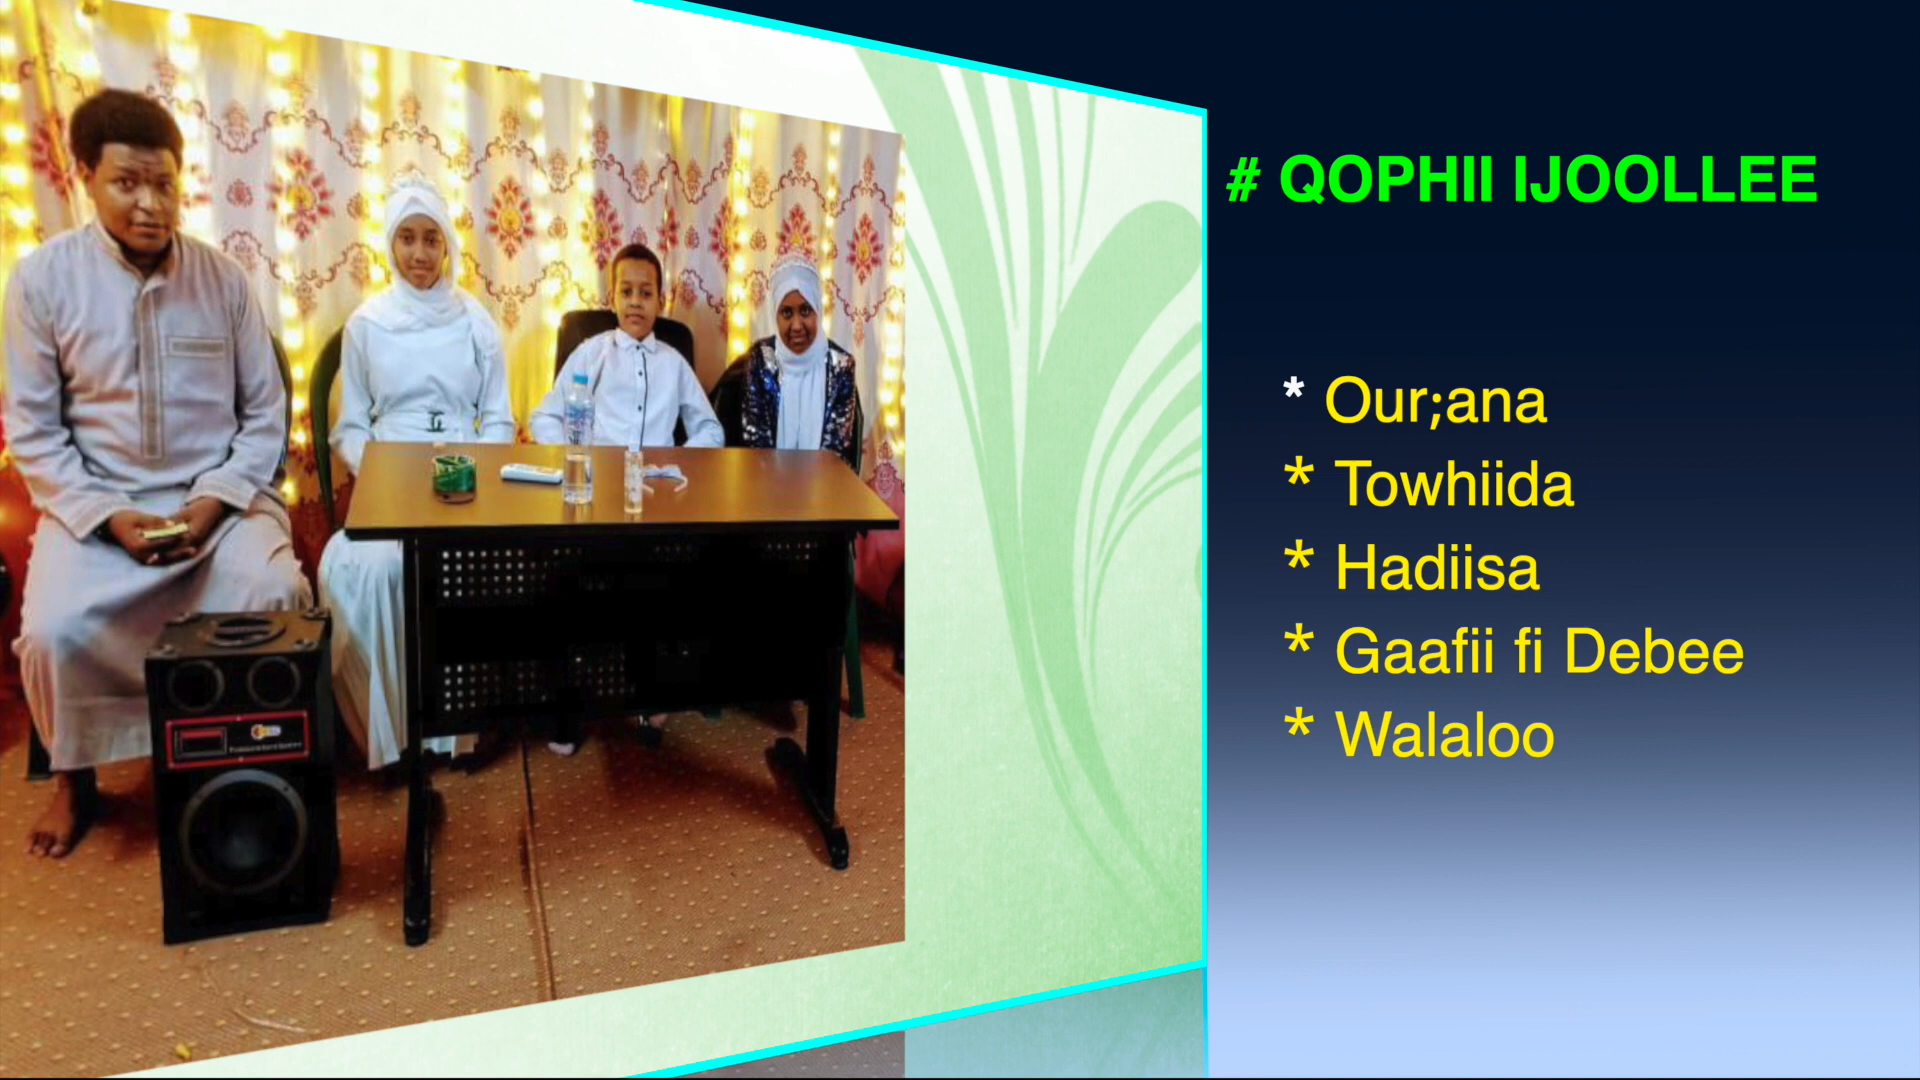 # QOPHII IJOOLLEE
* Our;ana
* Towhiida
* Hadiisa
* Gaafii fi Debee
* Walaloo